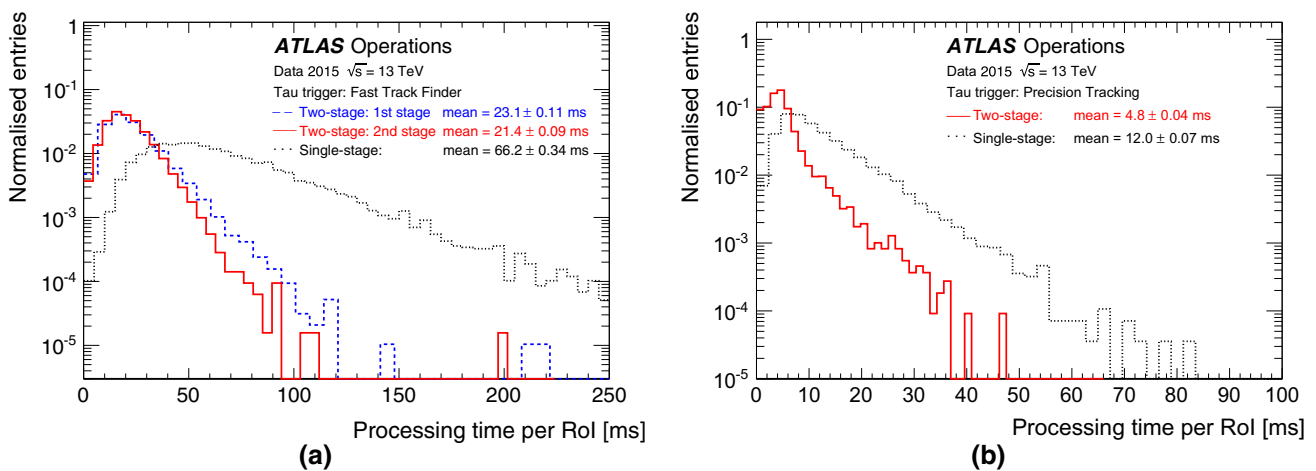 Normalised entries
1
10⁻¹
10⁻²
10⁻³
10⁻⁴
10⁻⁵
ATLAS Operations
Data 2015 √s = 13 TeV
Tau trigger: Fast Track Finder
Two-stage: 1st stage mean = 23.1 ± 0.11 ms
Two-stage: 2nd stage mean = 21.4 ± 0.09 ms
Single-stage: mean = 66.2 ± 0.34 ms
0 50 100 150 200 250
Processing time per RoI [ms]
(a)
Normalised entries
1
10⁻¹
10⁻²
10⁻³
10⁻⁴
10⁻⁵
ATLAS Operations
Data 2015 √s = 13 TeV
Tau trigger: Precision Tracking
Two-stage: mean = 4.8 ± 0.04 ms
Single-stage: mean = 12.0 ± 0.07 ms
0 10 20 30 40 50 60 70 80 90 100
Processing time per RoI [ms]
(b)